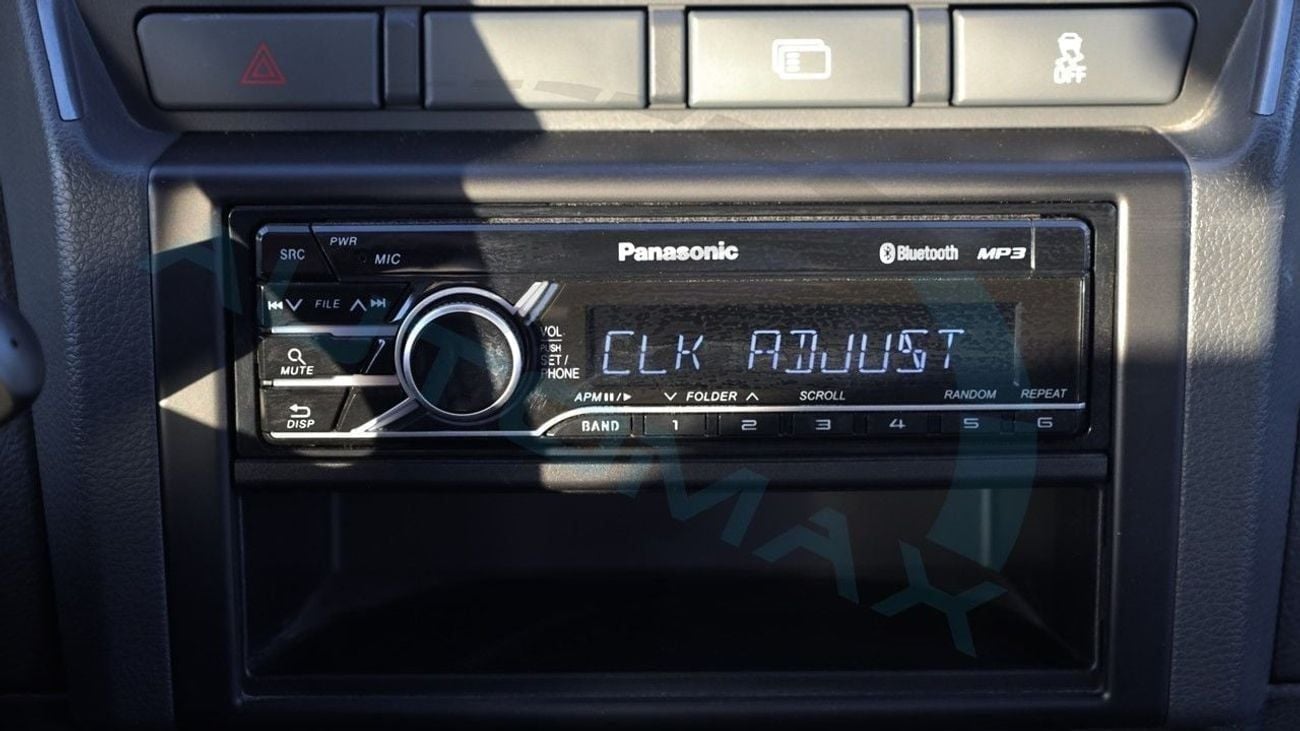 OFF
SRC
PWR
MIC
Panasonic
Bluetooth
MP3
FILE
VOL
PUSH
SET/
PHONE
CLK ADJUST
MUTE
DISP
APM
FOLDER
SCROLL
RANDOM
REPEAT
BAND
1
2
3
4
5
6